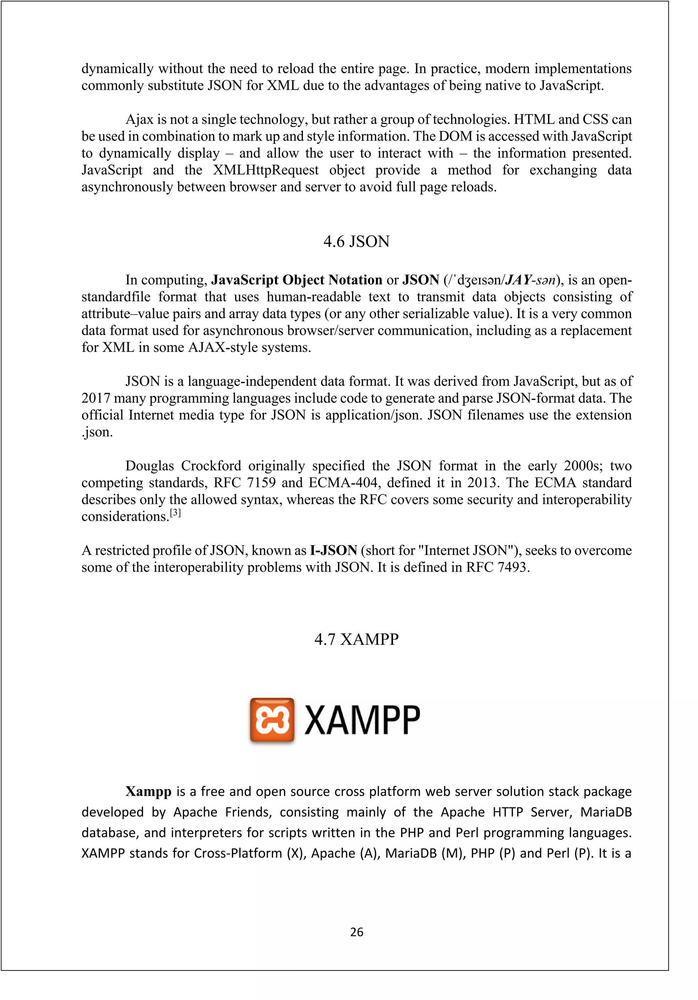 dynamically without the need to reload the entire page. In practice, modern implementations
commonly substitute JSON for XML due to the advantages of being native to JavaScript.
Ajax is not a single technology, but rather a group of technologies. HTML and CSS can
be used in combination to mark up and style information. The DOM is accessed with JavaScript
to dynamically display – and allow the user to interact with – the information presented.
JavaScript and the XMLHttpRequest object provide a method for exchanging data
asynchronously between browser and server to avoid full page reloads.
4.6 JSON
In computing, JavaScript Object Notation or JSON (/ˈdʒeɪsən/JAY-sən), is an open-
standardfile format that uses human-readable text to transmit data objects consisting of
attribute–value pairs and array data types (or any other serializable value). It is a very common
data format used for asynchronous browser/server communication, including as a replacement
for XML in some AJAX-style systems.
JSON is a language-independent data format. It was derived from JavaScript, but as of
2017 many programming languages include code to generate and parse JSON-format data. The
official Internet media type for JSON is application/json. JSON filenames use the extension
.json.
Douglas Crockford originally specified the JSON format in the early 2000s; two
competing standards, RFC 7159 and ECMA-404, defined it in 2013. The ECMA standard
describes only the allowed syntax, whereas the RFC covers some security and interoperability
considerations.[3]
A restricted profile of JSON, known as I-JSON (short for "Internet JSON"), seeks to overcome
some of the interoperability problems with JSON. It is defined in RFC 7493.
4.7 XAMPP
XAMPP
Xampp is a free and open source cross platform web server solution stack package
developed by Apache Friends, consisting mainly of the Apache HTTP Server, MariaDB
database, and interpreters for scripts written in the PHP and Perl programming languages.
XAMPP stands for Cross-Platform (X), Apache (A), MariaDB (M), PHP (P) and Perl (P). It is a
26